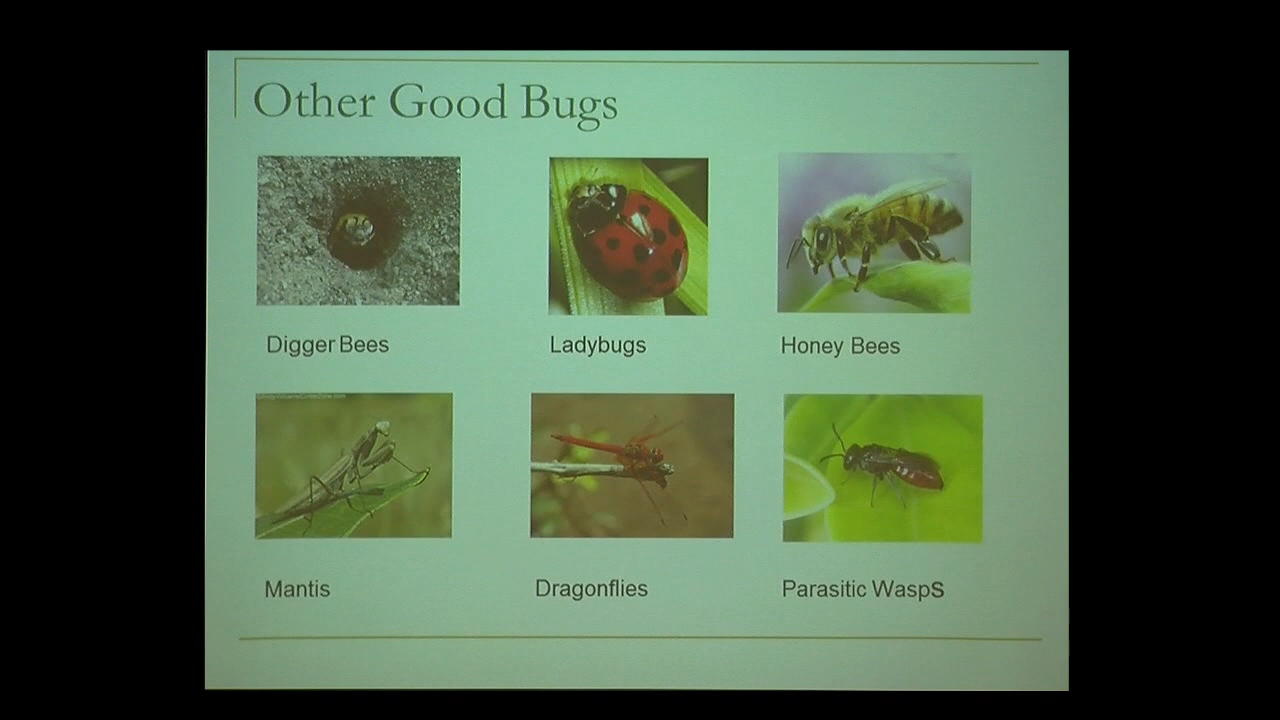 Other Good Bugs
Digger Bees
Ladybugs
Honey Bees
Mantis
Dragonflies
Parasitic Wasps